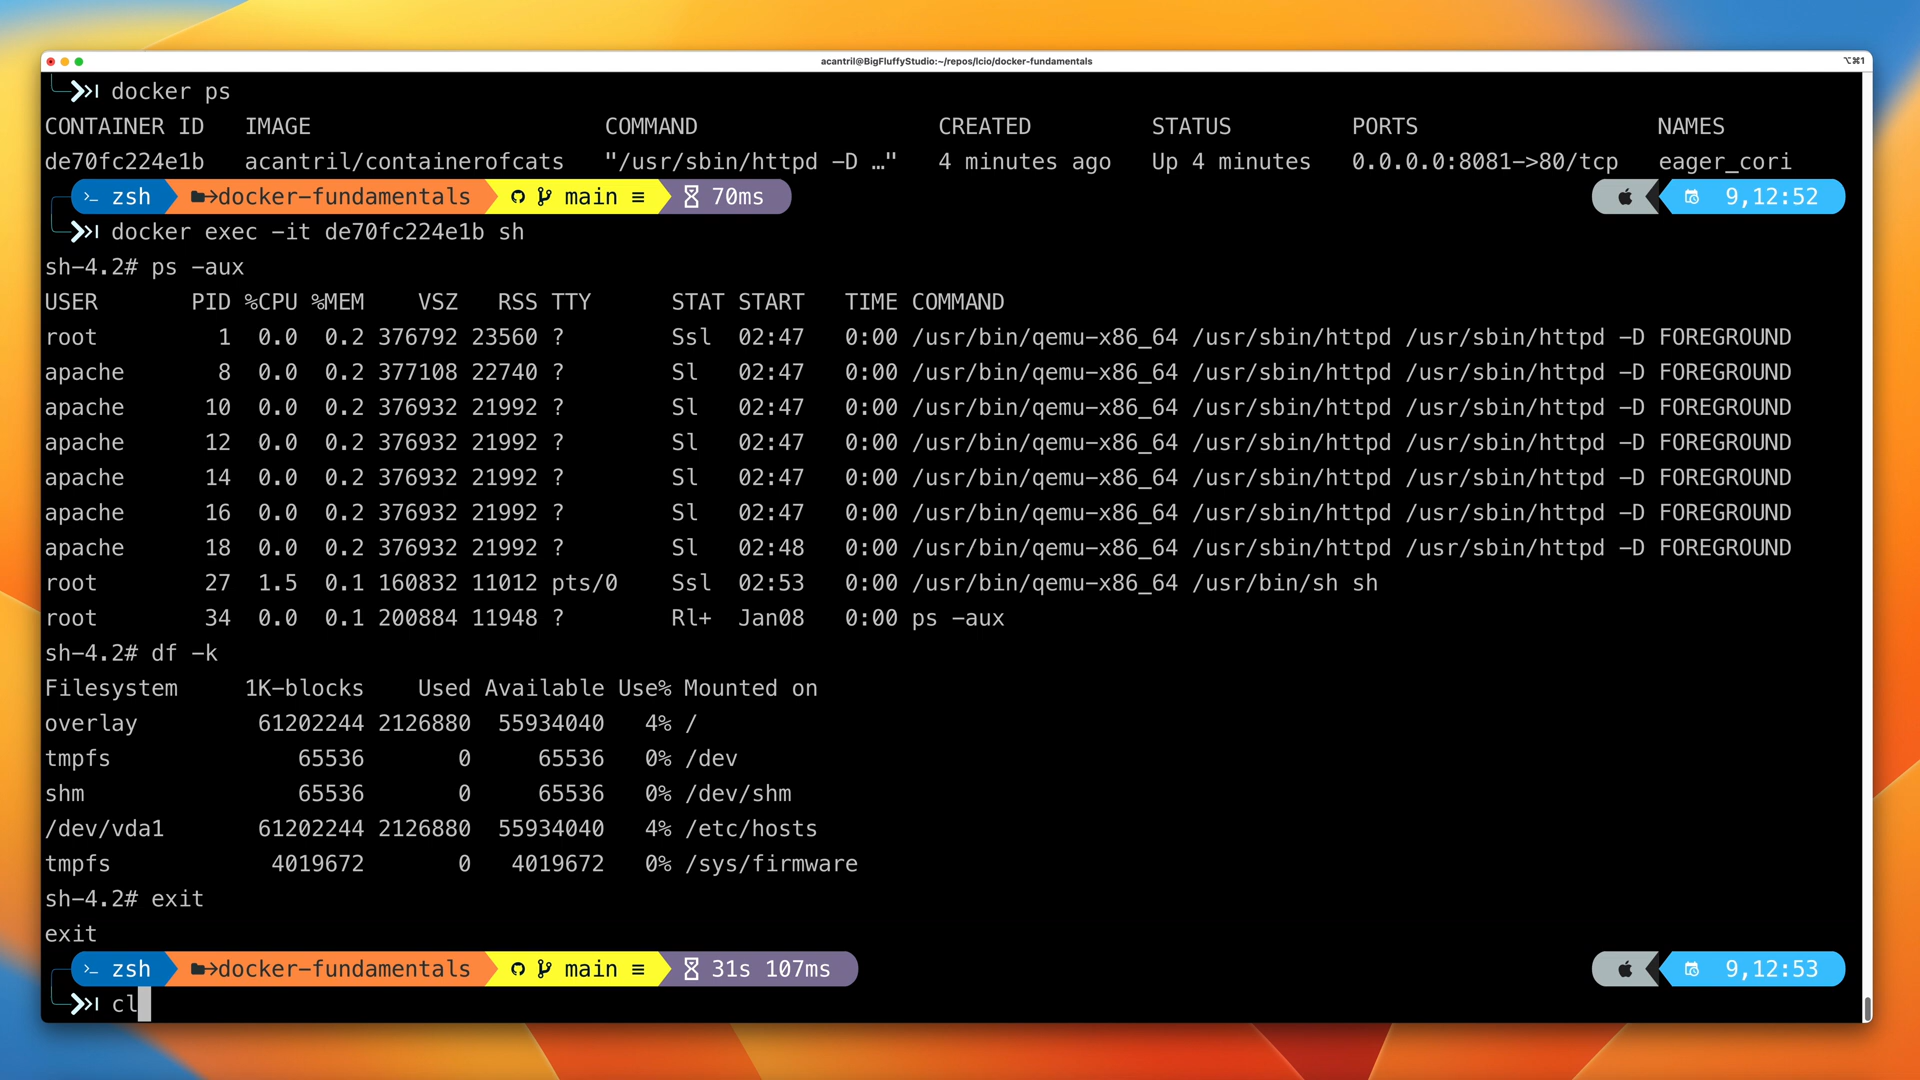 acantril@BigFluffyStudio:~/repos/lcio/docker-fundamentals ⌥⌘1
docker ps
CONTAINER ID   IMAGE                      COMMAND                  CREATED         STATUS         PORTS                  NAMES
de70fc224e1b   acantril/containerofcats   "/usr/sbin/httpd -D …"   4 minutes ago   Up 4 minutes   0.0.0.0:8081->80/tcp   eager_cori
zsh docker-fundamentals main ≡ 70ms 9,12:52
docker exec -it de70fc224e1b sh
sh-4.2# ps -aux
USER       PID %CPU %MEM    VSZ   RSS TTY      STAT START   TIME COMMAND
root         1  0.0  0.2 376792 23560 ?        Ssl  02:47   0:00 /usr/bin/qemu-x86_64 /usr/sbin/httpd /usr/sbin/httpd -D FOREGROUND
apache       8  0.0  0.2 377108 22740 ?        Sl   02:47   0:00 /usr/bin/qemu-x86_64 /usr/sbin/httpd /usr/sbin/httpd -D FOREGROUND
apache      10  0.0  0.2 376932 21992 ?        Sl   02:47   0:00 /usr/bin/qemu-x86_64 /usr/sbin/httpd /usr/sbin/httpd -D FOREGROUND
apache      12  0.0  0.2 376932 21992 ?        Sl   02:47   0:00 /usr/bin/qemu-x86_64 /usr/sbin/httpd /usr/sbin/httpd -D FOREGROUND
apache      14  0.0  0.2 376932 21992 ?        Sl   02:47   0:00 /usr/bin/qemu-x86_64 /usr/sbin/httpd /usr/sbin/httpd -D FOREGROUND
apache      16  0.0  0.2 376932 21992 ?        Sl   02:47   0:00 /usr/bin/qemu-x86_64 /usr/sbin/httpd /usr/sbin/httpd -D FOREGROUND
apache      18  0.0  0.2 376932 21992 ?        Sl   02:48   0:00 /usr/bin/qemu-x86_64 /usr/sbin/httpd /usr/sbin/httpd -D FOREGROUND
root        27  1.5  0.1 160832 11012 pts/0    Ssl  02:53   0:00 /usr/bin/qemu-x86_64 /usr/bin/sh sh
root        34  0.0  0.1 200884 11948 ?        Rl+  Jan08   0:00 ps -aux
sh-4.2# df -k
Filesystem     1K-blocks    Used Available Use% Mounted on
overlay         61202244 2126880  55934040   4% /
tmpfs              65536       0     65536   0% /dev
shm                65536       0     65536   0% /dev/shm
/dev/vda1       61202244 2126880  55934040   4% /etc/hosts
tmpfs            4019672       0   4019672   0% /sys/firmware
sh-4.2# exit
exit
zsh docker-fundamentals main ≡ 31s 107ms 9,12:53
cl